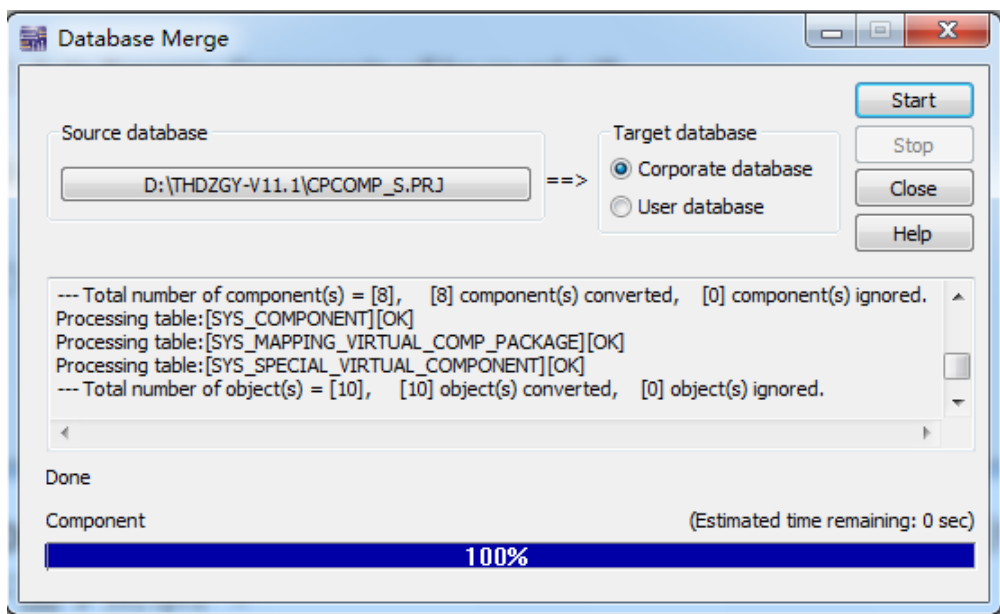 Database Merge
Start
Source database
Target database
Stop
D:\THDZGY-V11.1\CPCOMP_S.PRJ
==>
Corporate database
Close
User database
Help
--- Total number of component(s) = [8],    [8] component(s) converted,    [0] component(s) ignored.
Processing table:[SYS_COMPONENT][OK]
Processing table:[SYS_MAPPING_VIRTUAL_COMP_PACKAGE][OK]
Processing table:[SYS_SPECIAL_VIRTUAL_COMPONENT][OK]
--- Total number of object(s) = [10],    [10] object(s) converted,    [0] object(s) ignored.
Done
Component (Estimated time remaining: 0 sec)
100%